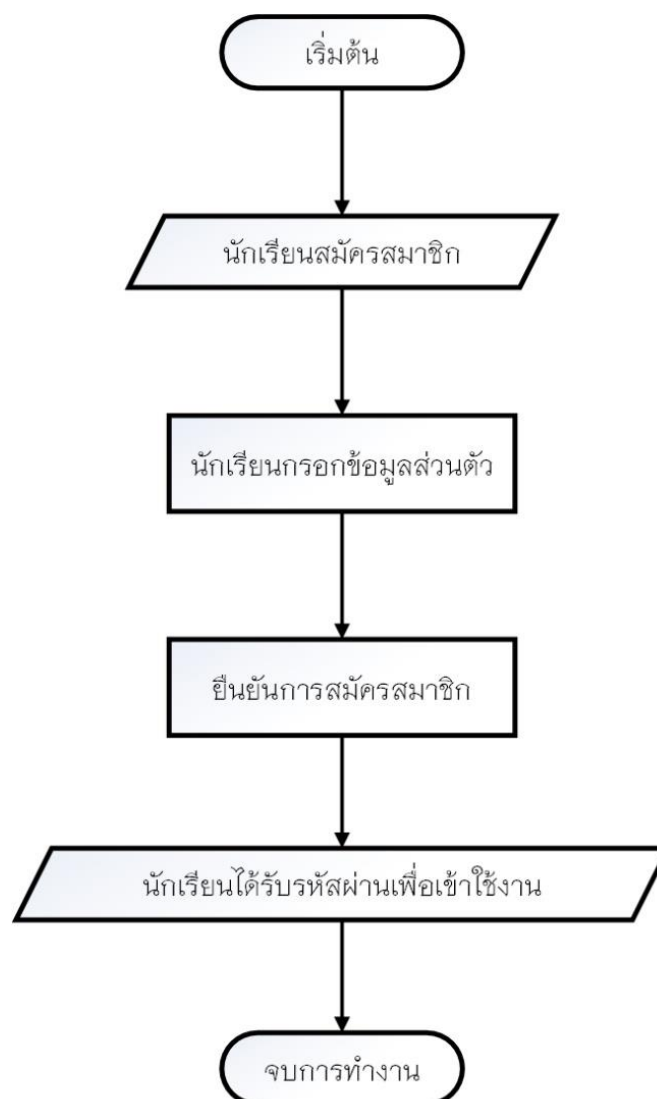 เริ่มต้น
นักเรียนสมัครสมาชิก
นักเรียนกรอกข้อมูลส่วนตัว
ยืนยันการสมัครสมาชิก
นักเรียนได้รับรหัสผ่านเพื่อเข้าใช้งาน
จบการทำงาน